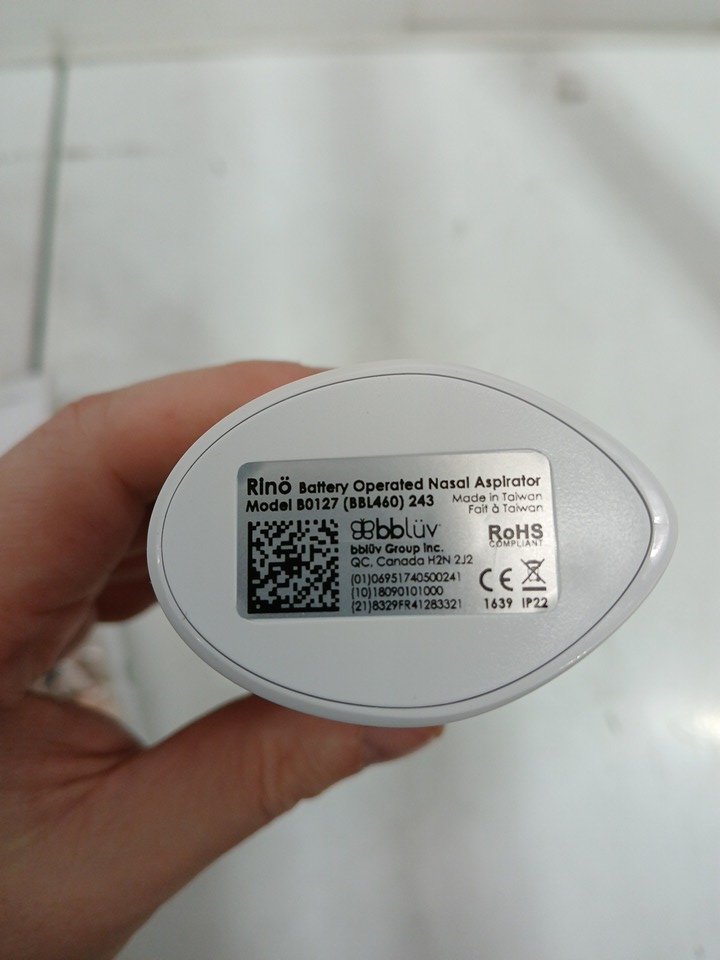 Rinö Battery Operated Nasal Aspirator
Model B0127 (BBL460) 243
Made in Taiwan
Fait à Taiwan
bblüv
bblüv Group Inc.
QC, Canada H2N 2J2
(01)06951740500241
(10)18090101000
(21)8329FR41283321
RoHS
COMPLIANT
CE
1639 IP22